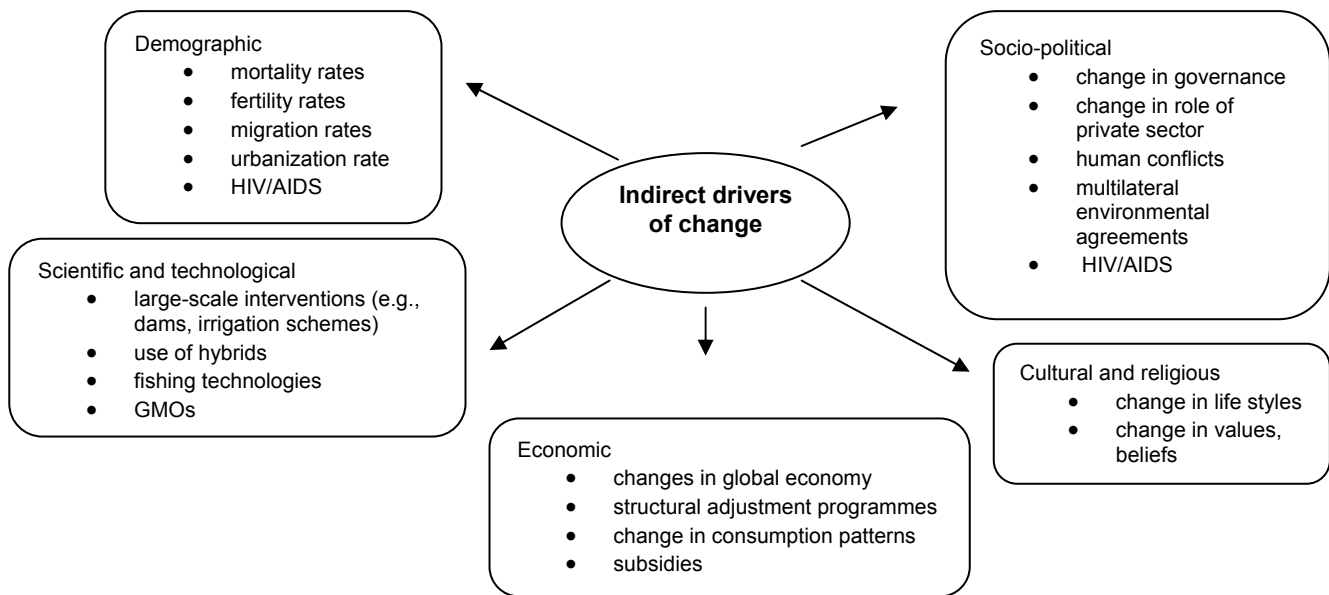 Demographic
• mortality rates
• fertility rates
• migration rates
• urbanization rate
• HIV/AIDS
Socio-political
• change in governance
• change in role of
private sector
• human conflicts
• multilateral
environmental
agreements
• HIV/AIDS
Indirect drivers
of change
Scientific and technological
• large-scale interventions (e.g.,
dams, irrigation schemes)
• use of hybrids
• fishing technologies
• GMOs
Cultural and religious
• change in life styles
• change in values,
beliefs
Economic
• changes in global economy
• structural adjustment programmes
• change in consumption patterns
• subsidies